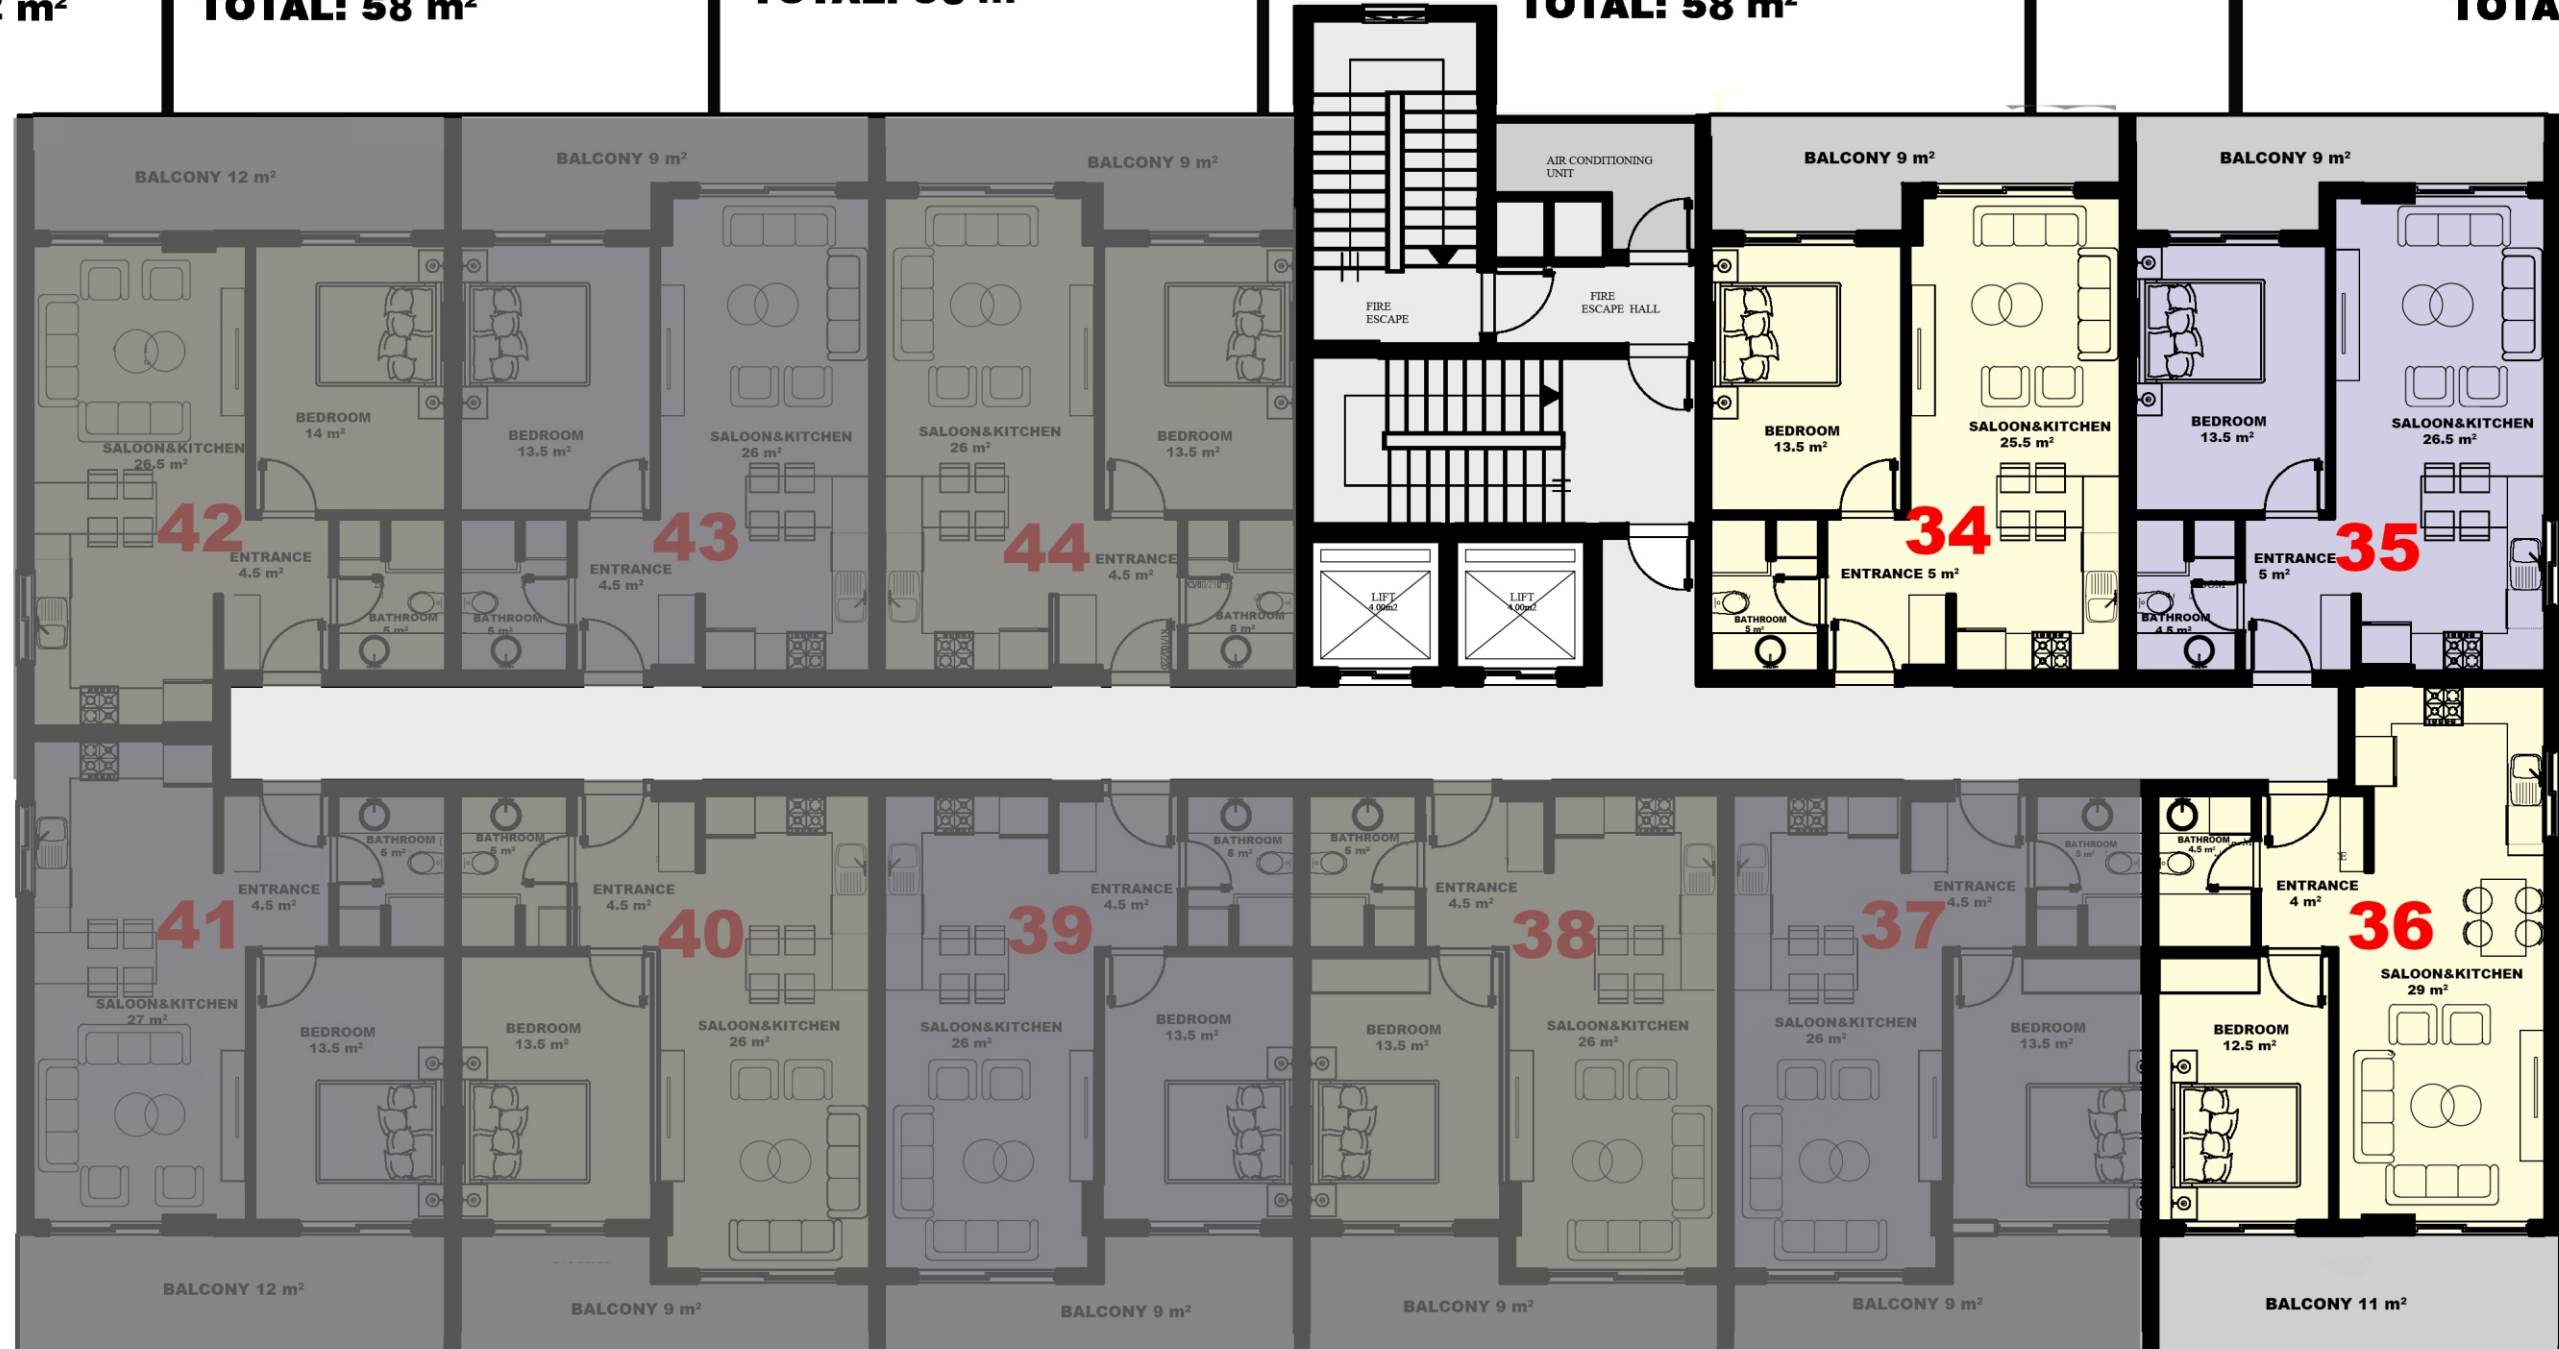 m²
TOTAL: 58 m²
TOTAL: 58 m²
BALCONY 12 m²
BALCONY 9 m²
BALCONY 9 m²
AIR CONDITIONING
UNIT
BALCONY 9 m²
BALCONY 9 m²
FIRE
ESCAPE
FIRE
ESCAPE HALL
SALOON&KITCHEN
26.5 m²
BEDROOM
14 m²
42
ENTRANCE
4.5 m²
BATHROOM
5 m²
BEDROOM
13.5 m²
SALOON&KITCHEN
26 m²
43
ENTRANCE
4.5 m²
BATHROOM
5 m²
SALOON&KITCHEN
26 m²
BEDROOM
13.5 m²
44
ENTRANCE
4.5 m²
BATHROOM
5 m²
LIFT
4.00m2
LIFT
4.00m2
BEDROOM
13.5 m²
SALOON&KITCHEN
25.5 m²
34
ENTRANCE 5 m²
BATHROOM
5 m²
BEDROOM
13.5 m²
SALOON&KITCHEN
26.5 m²
35
ENTRANCE
5 m²
BATHROOM
4.5 m²
BATHROOM
5 m²
ENTRANCE
4.5 m²
41
SALOON&KITCHEN
27 m²
BEDROOM
13.5 m²
BALCONY 12 m²
BATHROOM
5 m²
ENTRANCE
4.5 m²
40
BEDROOM
13.5 m²
SALOON&KITCHEN
26 m²
BALCONY 9 m²
BATHROOM
5 m²
ENTRANCE
4.5 m²
39
SALOON&KITCHEN
26 m²
BEDROOM
13.5 m²
BALCONY 9 m²
BATHROOM
5 m²
ENTRANCE
4.5 m²
38
BEDROOM
13.5 m²
SALOON&KITCHEN
26 m²
BALCONY 9 m²
BATHROOM
5 m²
ENTRANCE
4.5 m²
37
SALOON&KITCHEN
26 m²
BEDROOM
13.5 m²
BALCONY 9 m²
BATHROOM
4.5 m²
ENTRANCE
4 m²
36
SALOON&KITCHEN
29 m²
BEDROOM
12.5 m²
BALCONY 11 m²